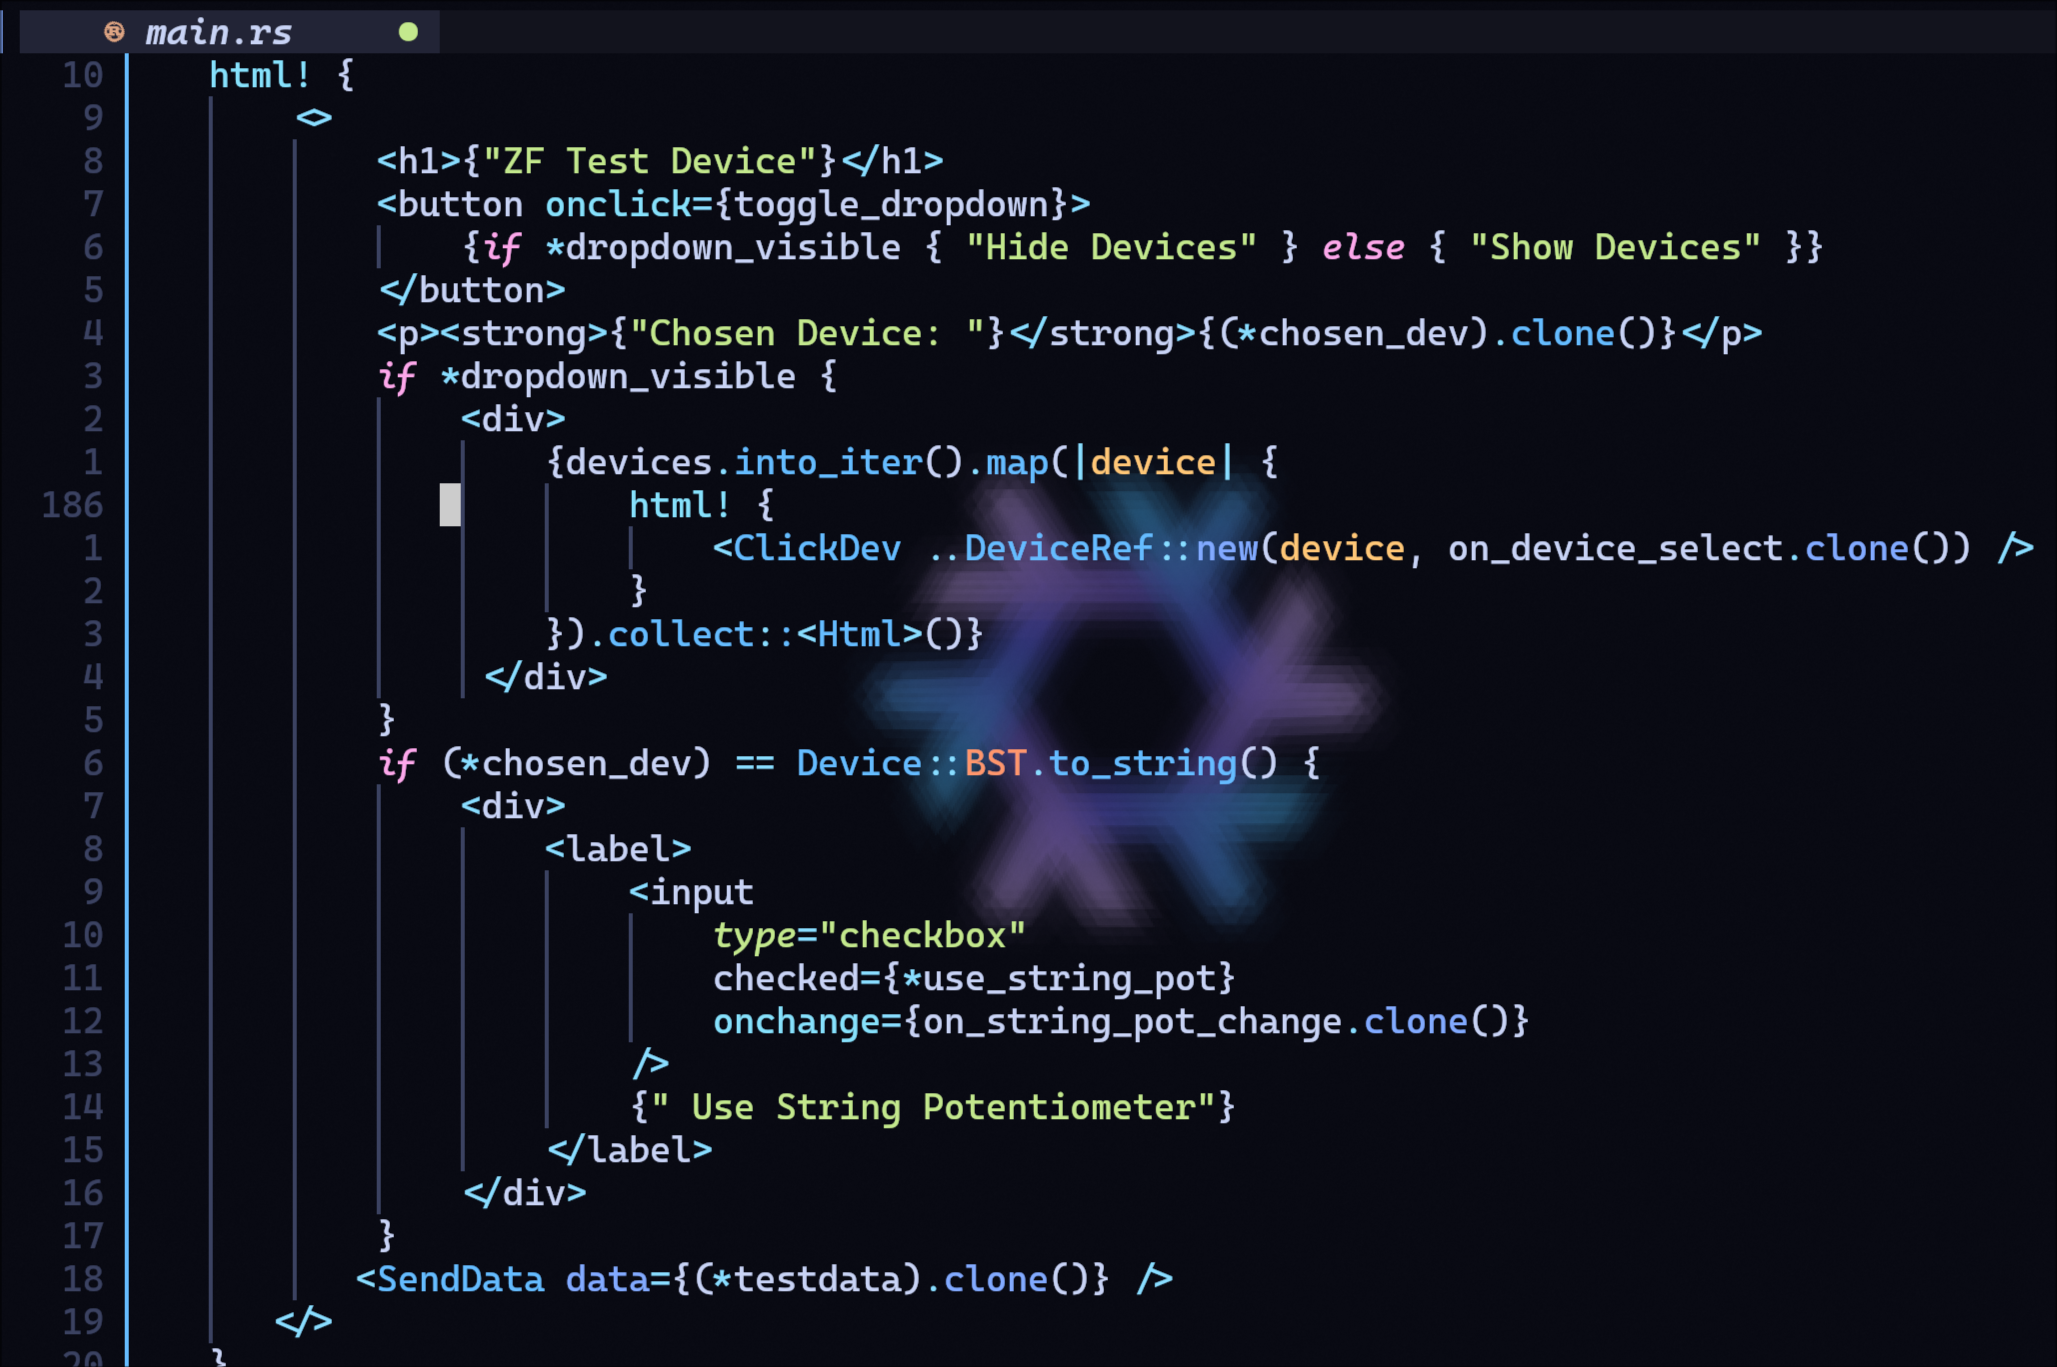 main.rs
10 html! {
9 <>
8 <h1>{"ZF Test Device"}</h1>
7 <button onclick={toggle_dropdown}>
6 {if *dropdown_visible { "Hide Devices" } else { "Show Devices" }}
5 </button>
4 <p><strong>{"Chosen Device: "}</strong>{(*chosen_dev).clone()}</p>
3 if *dropdown_visible {
2 <div>
1 {devices.into_iter().map(|device| {
186 html! {
1 <ClickDev ..DeviceRef::new(device, on_device_select.clone()) />
2 }
3 }).collect::<Html>()}
4 </div>
5 }
6 if (*chosen_dev) == Device::BST.to_string() {
7 <div>
8 <label>
9 <input
10 type="checkbox"
11 checked={*use_string_pot}
12 onchange={on_string_pot_change.clone()}
13 />
14 {" Use String Potentiometer"}
15 </label>
16 </div>
17 }
18 <SendData data={(*testdata).clone()} />
19 </>
20 }